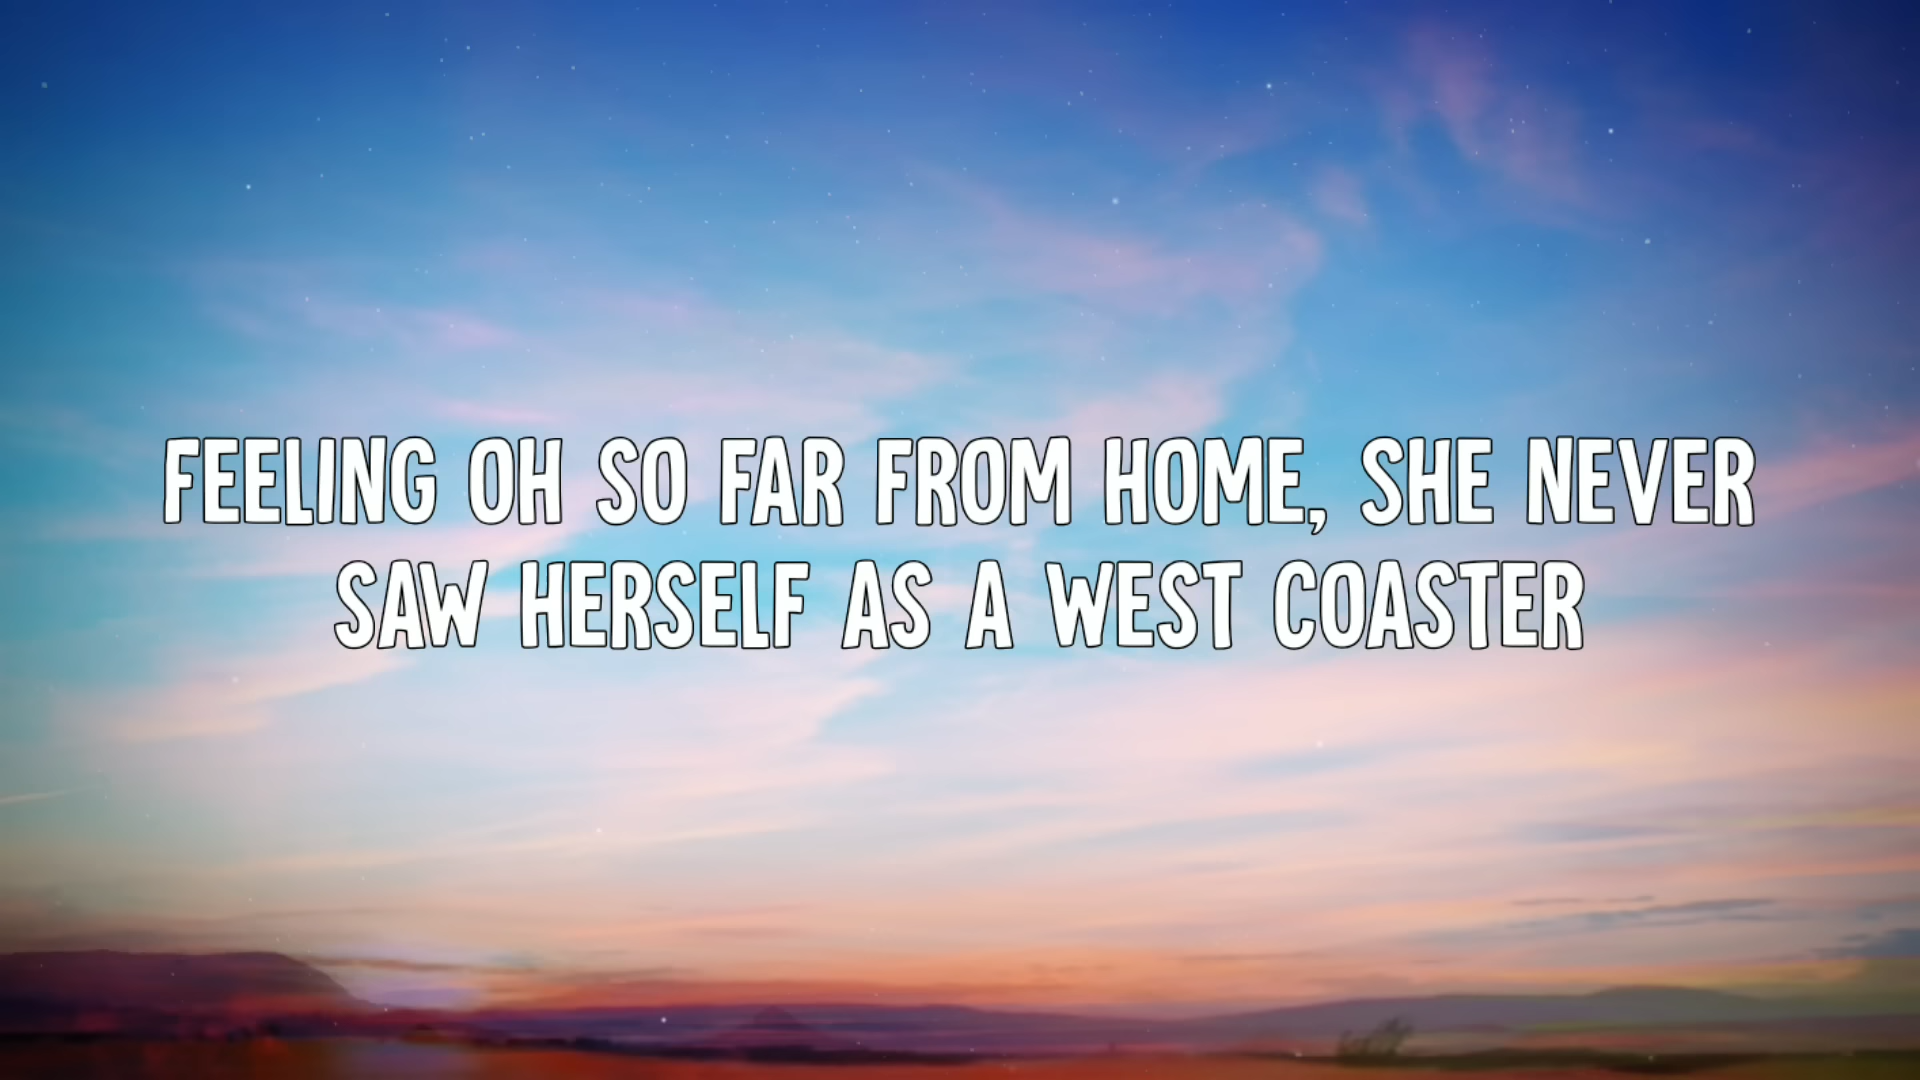 FEELING OH SO FAR FROM HOME, SHE NEVER
SAW HERSELF AS A WEST COASTER